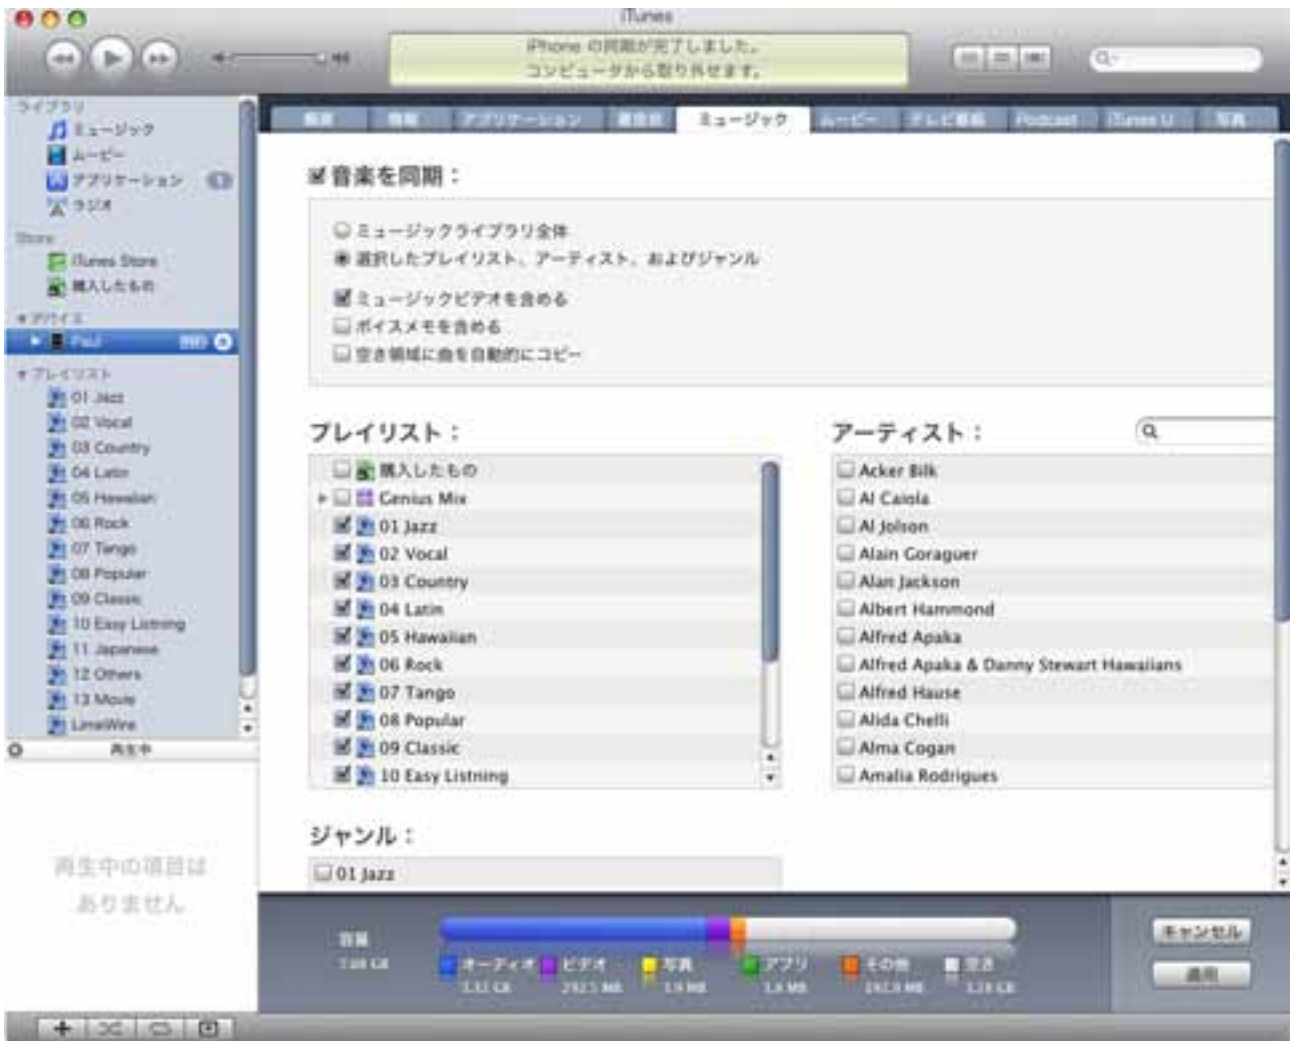 iTunes
iPhone の同期が完了しました。
コンピュータから取り外せます。
ライブラリ
ミュージック
ムービー
アプリケーション
ラジオ
Store
iTunes Store
購入したもの
デバイス
Paul
プレイリスト
01 Jazz
02 Vocal
03 Country
04 Latin
05 Hawaiian
06 Rock
07 Tango
08 Popular
09 Classic
10 Easy Listning
11 Japanese
12 Others
13 Movie
LimeWire
再生中
再生中の項目は
ありません
概要 情報 アプリケーション 着信音 ミュージック ムービー テレビ番組 Podcast iTunes U 写真
音楽を同期：
ミュージックライブラリ全体
選択したプレイリスト、アーティスト、およびジャンル
ミュージックビデオを含める
ボイスメモを含める
空き領域に曲を自動的にコピー
プレイリスト：
購入したもの
Genius Mix
01 Jazz
02 Vocal
03 Country
04 Latin
05 Hawaiian
06 Rock
07 Tango
08 Popular
09 Classic
10 Easy Listning
アーティスト：
Acker Bilk
Al Caiola
Al Jolson
Alain Goraguer
Alan Jackson
Albert Hammond
Alfred Apaka
Alfred Apaka & Danny Stewart Hawaiians
Alfred Hause
Alida Chelli
Alma Cogan
Amalia Rodrigues
ジャンル：
01 Jazz
容量
オーディオ ビデオ 写真 アプリ その他 空き
292.5 MB
キャンセル
適用